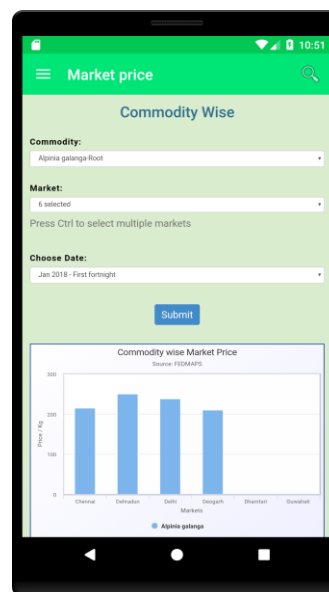 10:51
Market price
Commodity Wise
Commodity:
Alpinia galanga-Root
Market:
6 selected
Press Ctrl to select multiple markets
Choose Date:
Jan 2018 - First fortnight
Submit
Commodity wise Market Price
Source: FEDMAPS
Price / Kg
300
200
100
0
Chennai Dehradun Delhi Deogarh Dhamtari Guwahati
Markets
Alpinia galanga